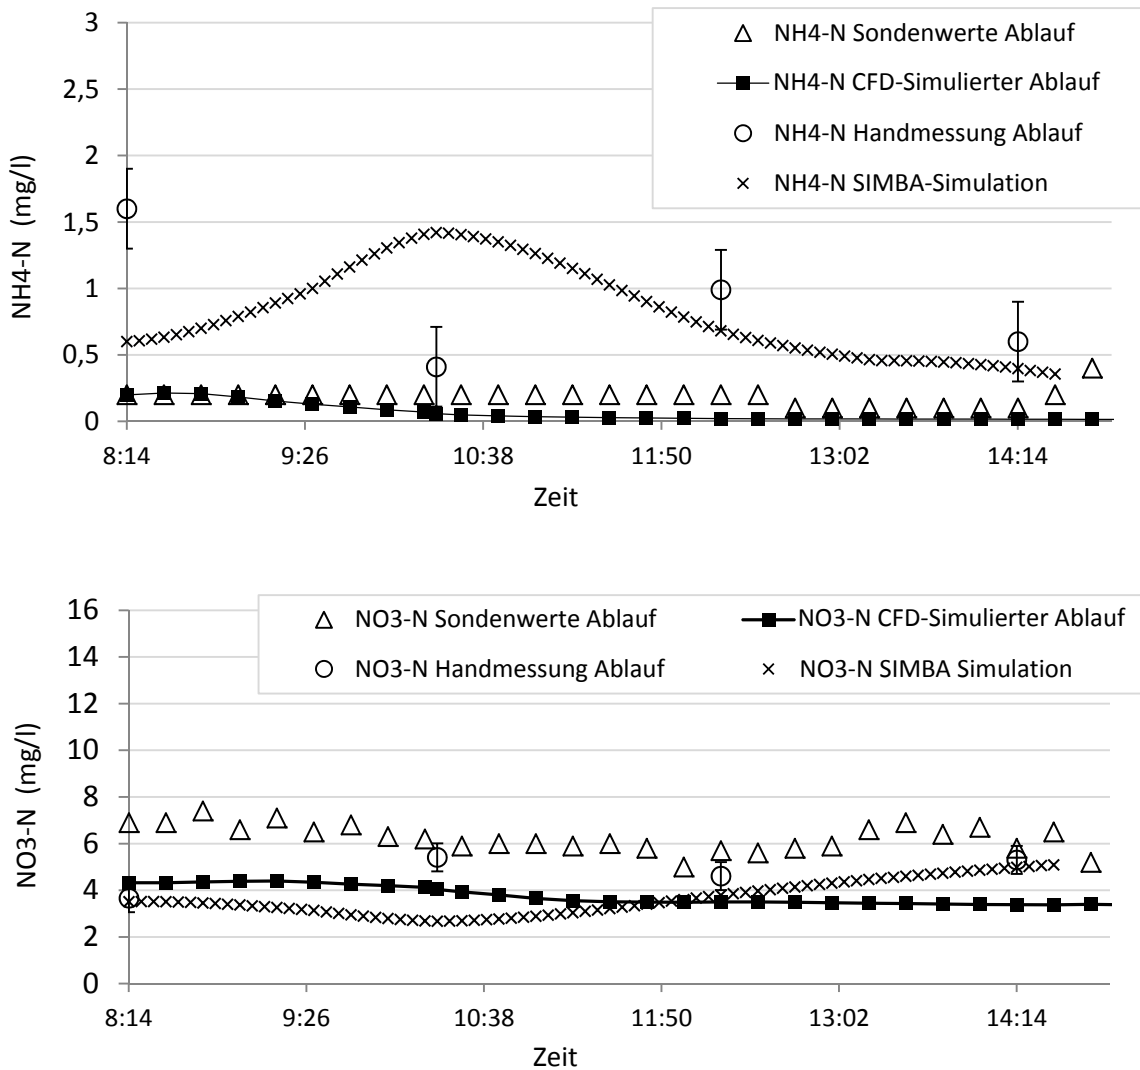 3
2,5
2
1,5
1
0,5
0
NH4-N (mg/l)
NH4-N Sondenwerte Ablauf
NH4-N CFD-Simulierter Ablauf
NH4-N Handmessung Ablauf
NH4-N SIMBA-Simulation
8:14 9:26 10:38 11:50 13:02 14:14
Zeit
16
14
12
10
8
6
4
2
0
NO3-N (mg/l)
NO3-N Sondenwerte Ablauf NO3-N CFD-Simulierter Ablauf
NO3-N Handmessung Ablauf NO3-N SIMBA Simulation
8:14 9:26 10:38 11:50 13:02 14:14
Zeit